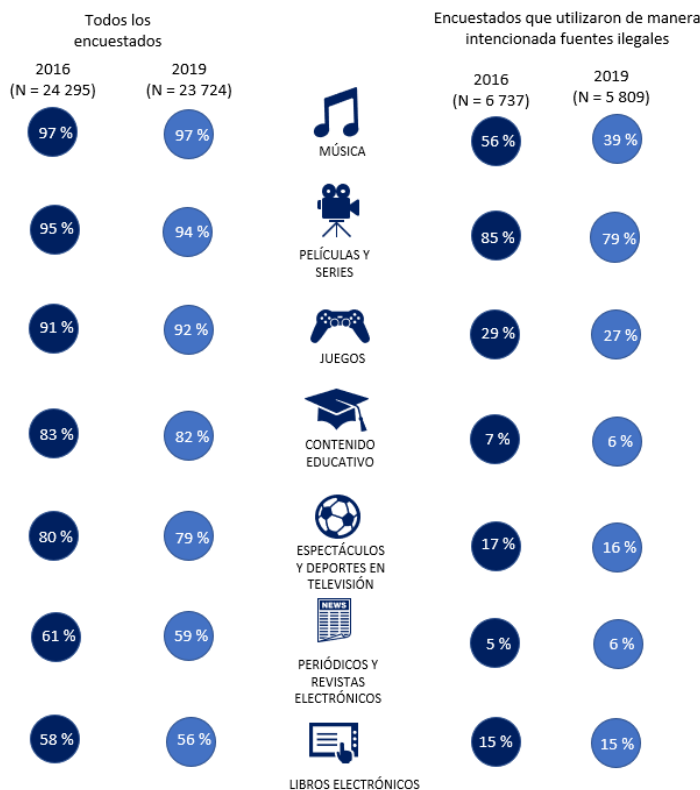 Todos los
encuestados
Encuestados que utilizaron de manera
intencionada fuentes ilegales
2016
(N = 24 295)
2019
(N = 23 724)
2016
(N = 6 737)
2019
(N = 5 809)
97 %
97 %
MÚSICA
56 %
39 %
95 %
94 %
PELÍCULAS Y
SERIES
85 %
79 %
91 %
92 %
JUEGOS
29 %
27 %
83 %
82 %
CONTENIDO
EDUCATIVO
7 %
6 %
80 %
79 %
ESPECTÁCULOS
Y DEPORTES EN
TELEVISIÓN
17 %
16 %
61 %
59 %
NEWS
PERIÓDICOS Y
REVISTAS
ELECTRÓNICOS
5 %
6 %
58 %
56 %
LIBROS ELECTRÓNICOS
15 %
15 %